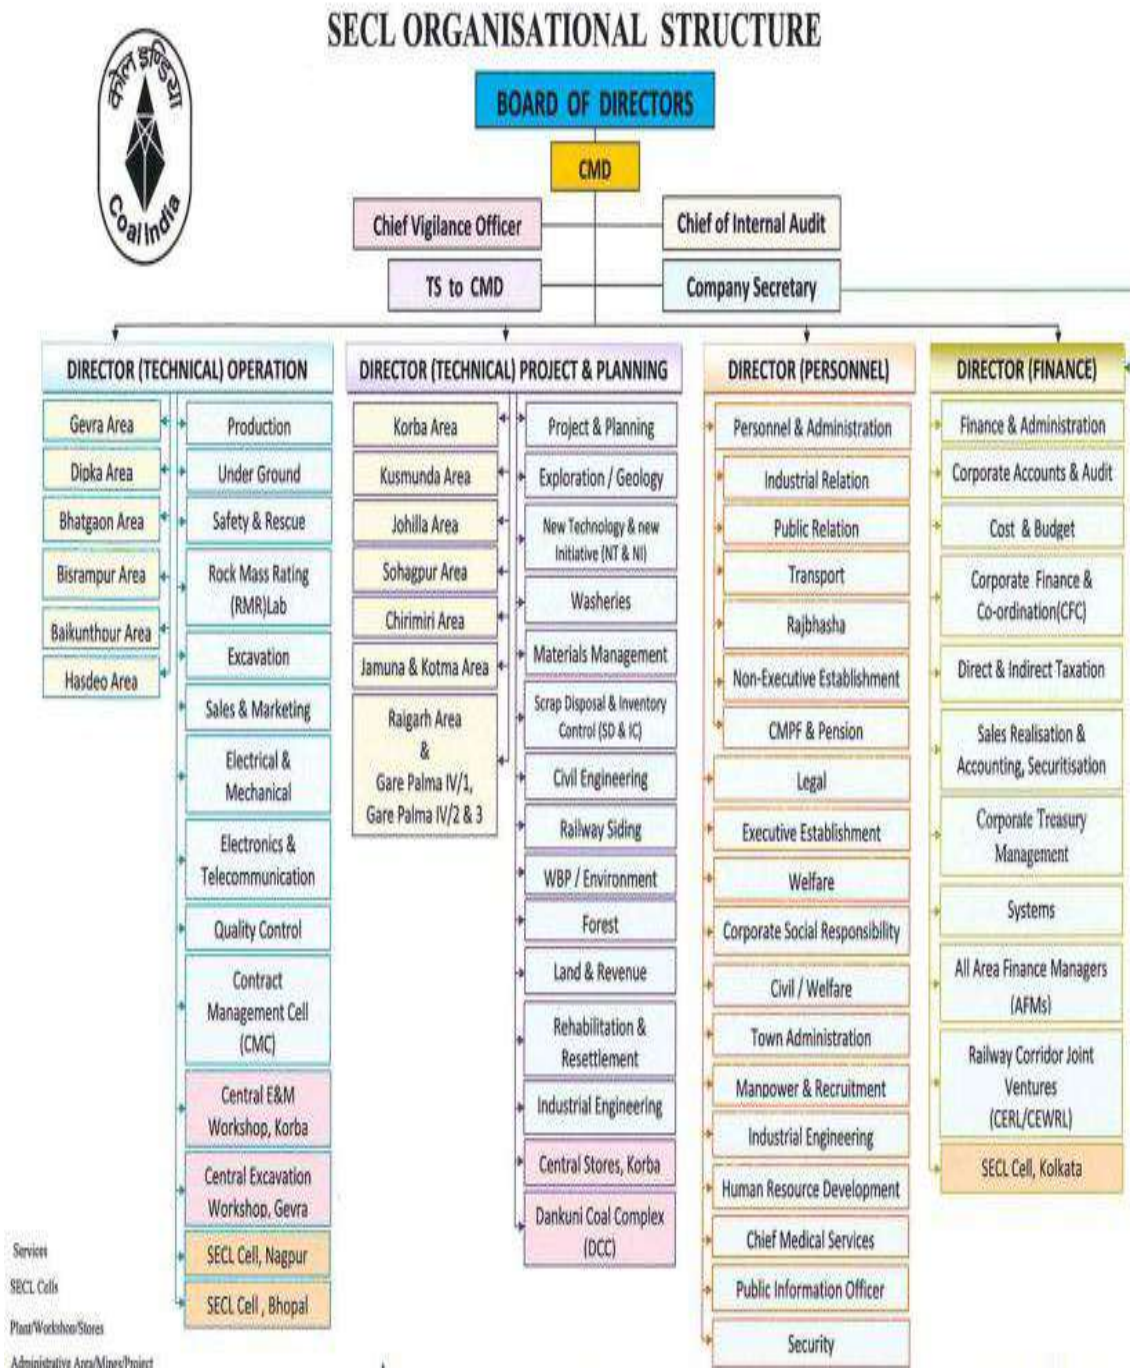 SECL ORGANISATIONAL STRUCTURE
कोल इण्डिया
Coal India
BOARD OF DIRECTORS
CMD
Chief Vigilance Officer
Chief of Internal Audit
TS to CMD
Company Secretary
DIRECTOR (TECHNICAL) OPERATION
Gevra Area
Dipka Area
Bhatgaon Area
Bisrampur Area
Baikunthour Area
Hasdeo Area
Production
Under Ground
Safety & Rescue
Rock Mass Rating
(RMR)Lab
Excavation
Sales & Marketing
Electrical &
Mechanical
Electronics &
Telecommunication
Quality Control
Contract
Management Cell
(CMC)
Central E&M
Workshop, Korba
Central Excavation
Workshop, Gevra
SECL Cell, Nagpur
SECL Cell , Bhopal
DIRECTOR (TECHNICAL) PROJECT & PLANNING
Korba Area
Kusmunda Area
Johilla Area
Sohagpur Area
Chirimiri Area
Jamuna & Kotma Area
Raigarh Area
&
Gare Palma IV/1,
Gare Palma IV/2 & 3
Project & Planning
Exploration / Geology
New Technology & new
Initiative (NT & NI)
Washeries
Materials Management
Scrap Disposal & Inventory
Control (SD & IC)
Civil Engineering
Railway Siding
WBP / Environment
Forest
Land & Revenue
Rehabilitation &
Resettlement
Industrial Engineering
Central Stores, Korba
Dankuni Coal Complex
(DCC)
DIRECTOR (PERSONNEL)
Personnel & Administration
Industrial Relation
Public Relation
Transport
Rajbhasha
Non-Executive Establishment
CMPF & Pension
Legal
Executive Establishment
Welfare
Corporate Social Responsibility
Civil / Welfare
Town Administration
Manpower & Recruitment
Industrial Engineering
Human Resource Development
Chief Medical Services
Public Information Officer
Security
DIRECTOR (FINANCE)
Finance & Administration
Corporate Accounts & Audit
Cost & Budget
Corporate Finance &
Co-ordination(CFC)
Direct & Indirect Taxation
Sales Realisation &
Accounting, Securitisation
Corporate Treasury
Management
Systems
All Area Finance Managers
(AFMs)
Railway Corridor Joint
Ventures
(CERL/CEWRL)
SECL Cell, Kolkata
Services
SECL Cells
Plant/Workshop/Stores
Administrative Area/Mines/Project